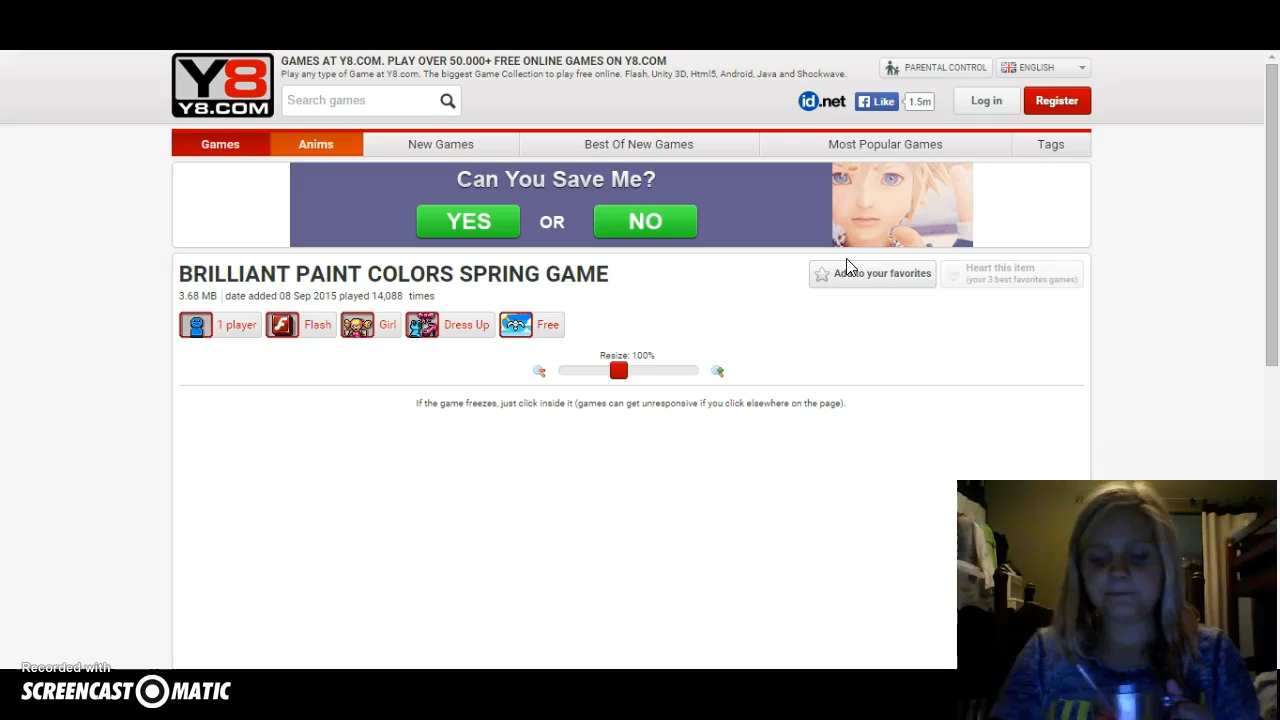 Y8
Y8.COM
GAMES AT Y8.COM. PLAY OVER 50.000+ FREE ONLINE GAMES ON Y8.COM
Play any type of Game at Y8.com. The biggest Game Collection to play free online. Flash, Unity 3D, Html5, Android, Java and Shockwave.
PARENTAL CONTROL
ENGLISH
Search games
id.net
Like
1.5m
Log in
Register
Games
Anims
New Games
Best Of New Games
Most Popular Games
Tags
Can You Save Me?
YES OR NO
BRILLIANT PAINT COLORS SPRING GAME
Add to your favorites
Heart this item
(your 3 best favorites games)
3.68 MB date added 08 Sep 2015 played 14,088 times
1 player
Flash
Girl
Dress Up
Free
Resize: 100%
If the game freezes, just click inside it (games can get unresponsive if you click elsewhere on the page).
Recorded with
SCREENCAST MATIC